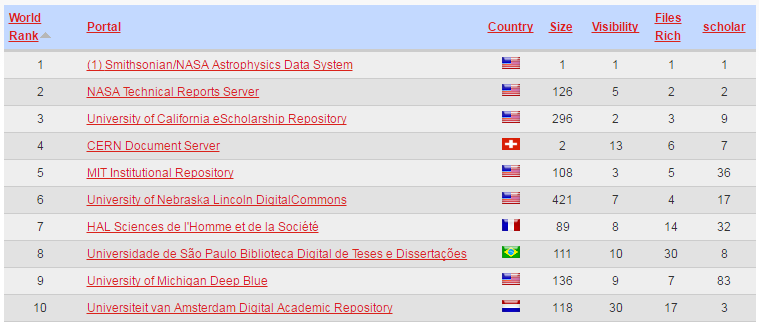 World Rank Portal Country Size Visibility Files Rich scholar
1 (1) Smithsonian/NASA Astrophysics Data System 1 1 1 1
2 NASA Technical Reports Server 126 5 2 2
3 University of California eScholarship Repository 296 2 3 9
4 CERN Document Server 2 13 6 7
5 MIT Institutional Repository 108 3 5 36
6 University of Nebraska Lincoln DigitalCommons 421 7 4 17
7 HAL Sciences de l'Homme et de la Société 89 8 14 32
8 Universidade de São Paulo Biblioteca Digital de Teses e Dissertações 111 10 30 8
9 University of Michigan Deep Blue 136 9 7 83
10 Universiteit van Amsterdam Digital Academic Repository 118 30 17 3